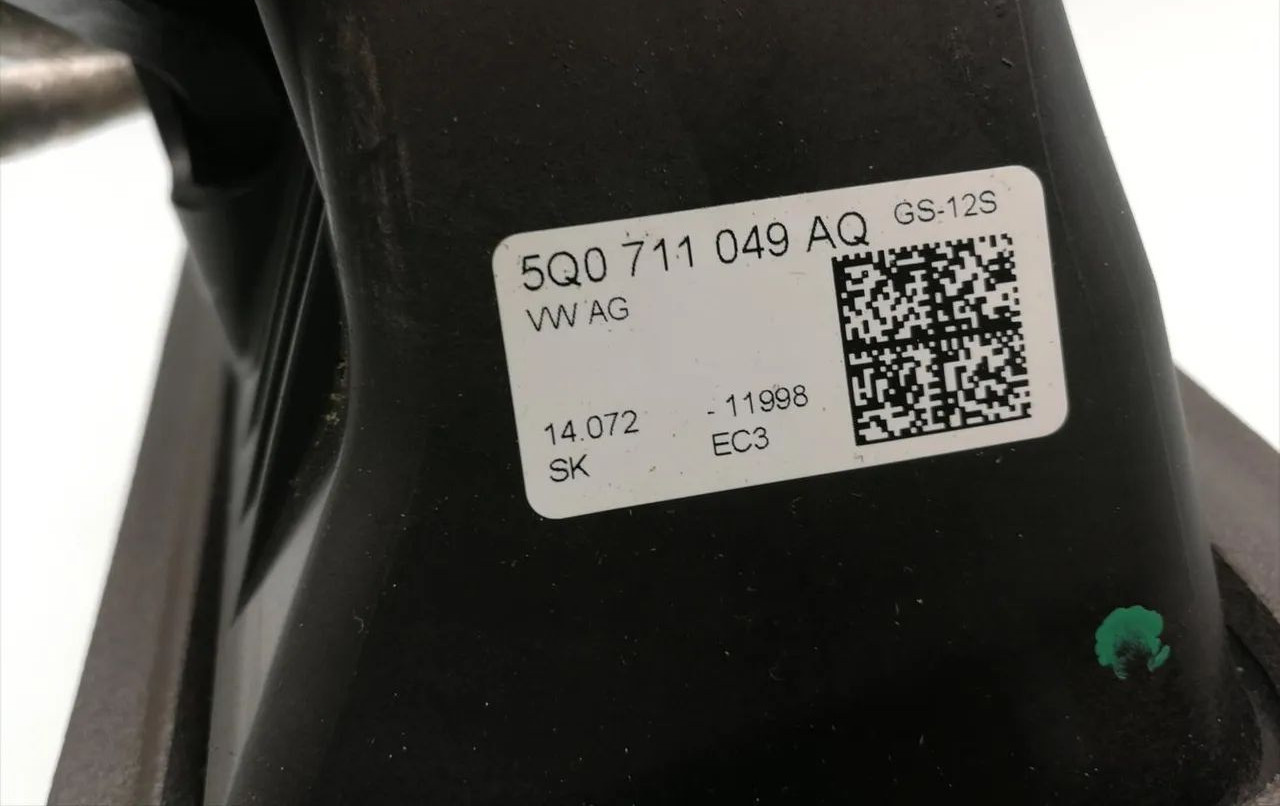 5Q0 711 049 AQ GS-12S
VW AG
14.072 - 11998
SK EC3